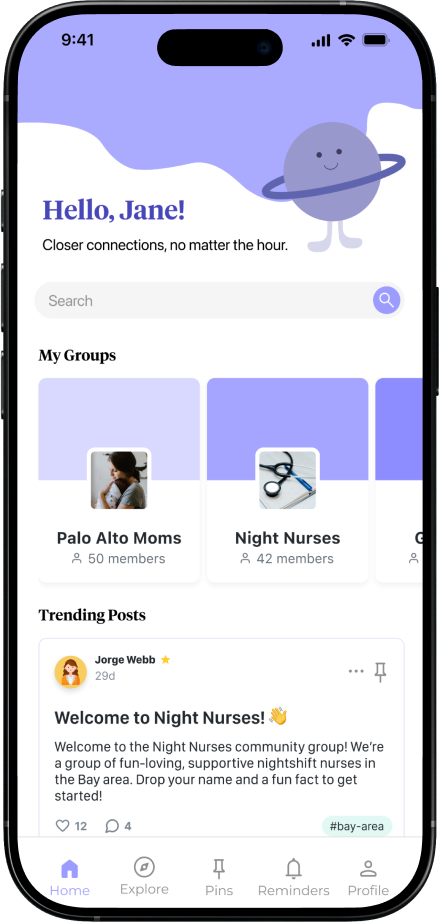 9:41
Hello, Jane!
Closer connections, no matter the hour.
Search
My Groups
Palo Alto Moms
50 members
Night Nurses
42 members
G
Trending Posts
Jorge Webb
29d
Welcome to Night Nurses! 👋
Welcome to the Night Nurses community group! We're
a group of fun-loving, supportive nightshift nurses in
the Bay area. Drop your name and a fun fact to get
started!
12
4
#bay-area
Home
Explore
Pins
Reminders
Profile